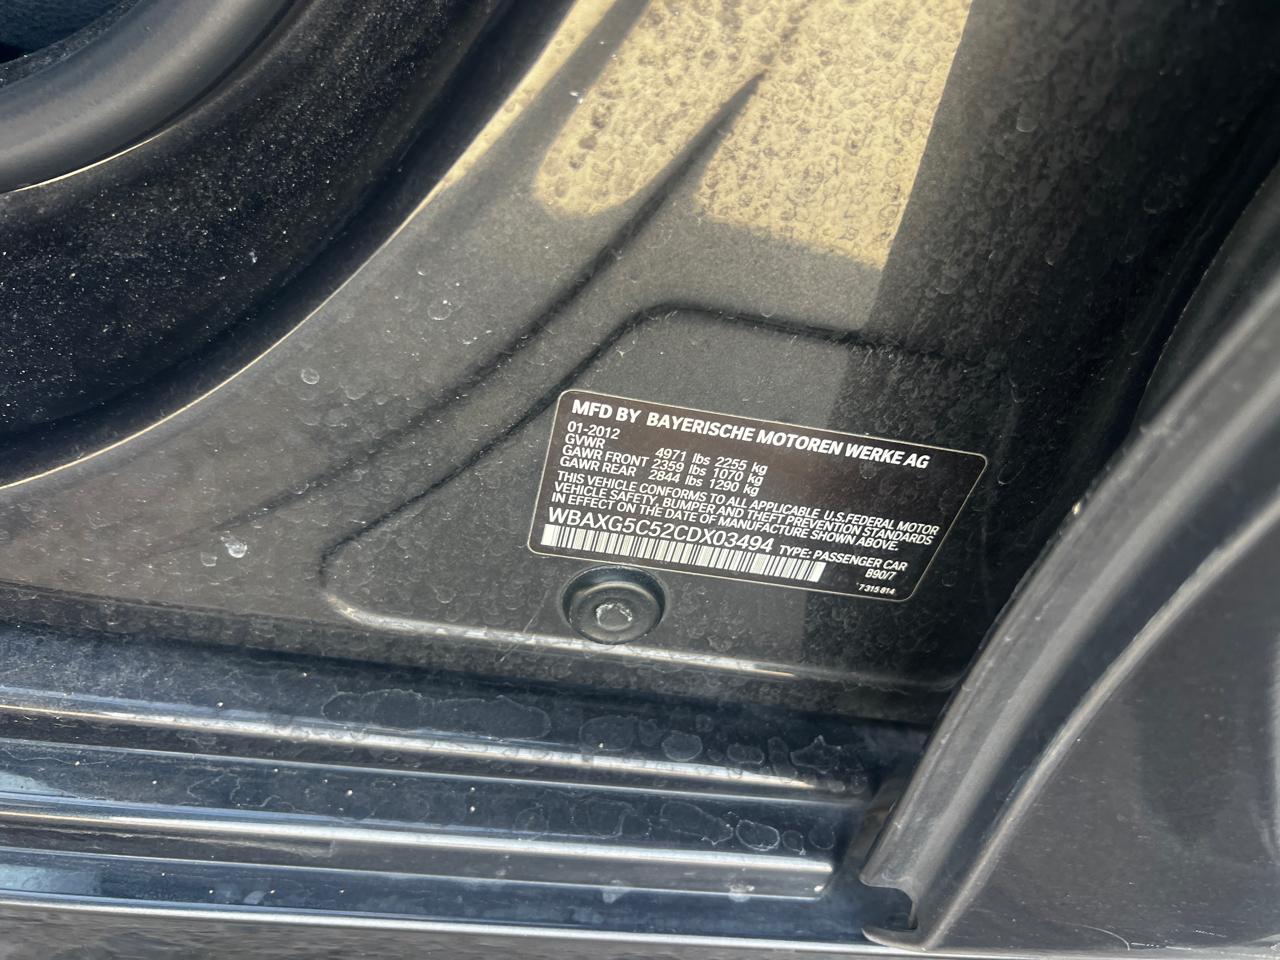 MFD BY BAYERISCHE MOTOREN WERKE AG
01-2012
GVWR 4971 lbs 2255 kg
GAWR FRONT 2359 lbs 1070 kg
GAWR REAR 2844 lbs 1290 kg
THIS VEHICLE CONFORMS TO ALL APPLICABLE U.S.FEDERAL MOTOR
VEHICLE SAFETY, BUMPER AND THEFT PREVENTION STANDARDS
IN EFFECT ON THE DATE OF MANUFACTURE SHOWN ABOVE.
WBAXG5C52CDX03494 TYPE: PASSENGER CAR
B90/7
7 315 814